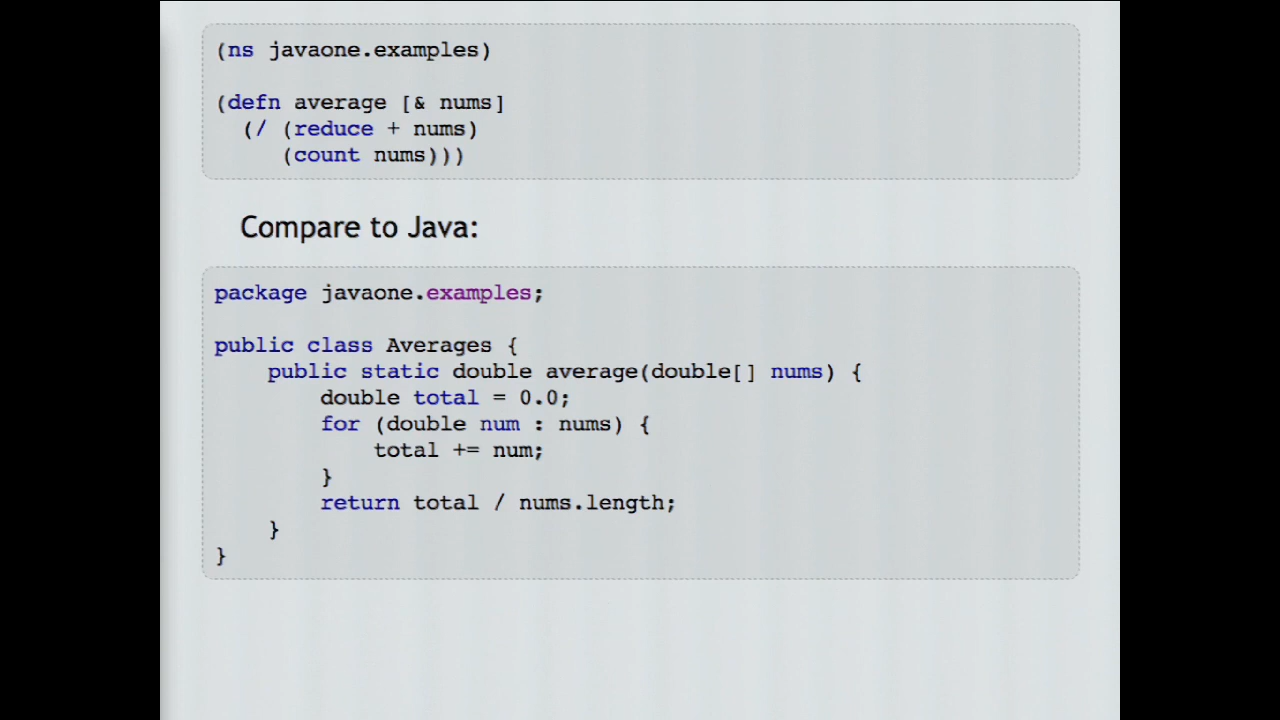 (ns javaone.examples)
(defn average [& nums]
(/ (reduce + nums)
(count nums)))
Compare to Java:
package javaone.examples;
public class Averages {
public static double average(double[] nums) {
double total = 0.0;
for (double num : nums) {
total += num;
}
return total / nums.length;
}
}